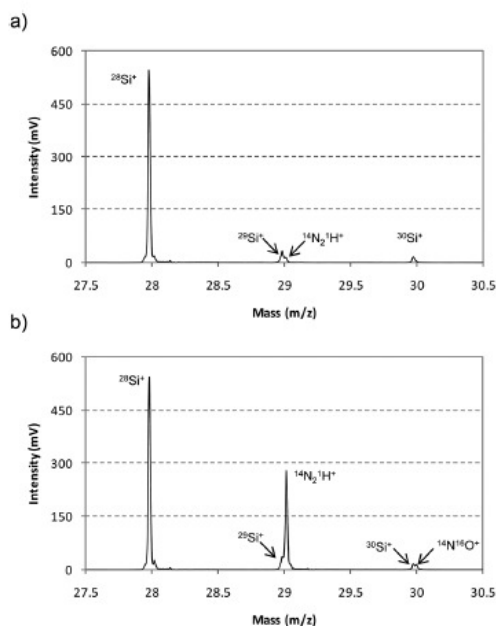 a)
600
450
300
150
0
Intensity (mV)
²⁸Si⁺
²⁹Si⁺
¹⁴N₂¹H⁺
³⁰Si⁺
27.5 28 28.5 29 29.5 30 30.5
Mass (m/z)
b)
600
450
300
150
0
Intensity (mV)
²⁸Si⁺
¹⁴N₂¹H⁺
²⁹Si⁺
³⁰Si⁺
¹⁴N¹⁶O⁺
27.5 28 28.5 29 29.5 30 30.5
Mass (m/z)